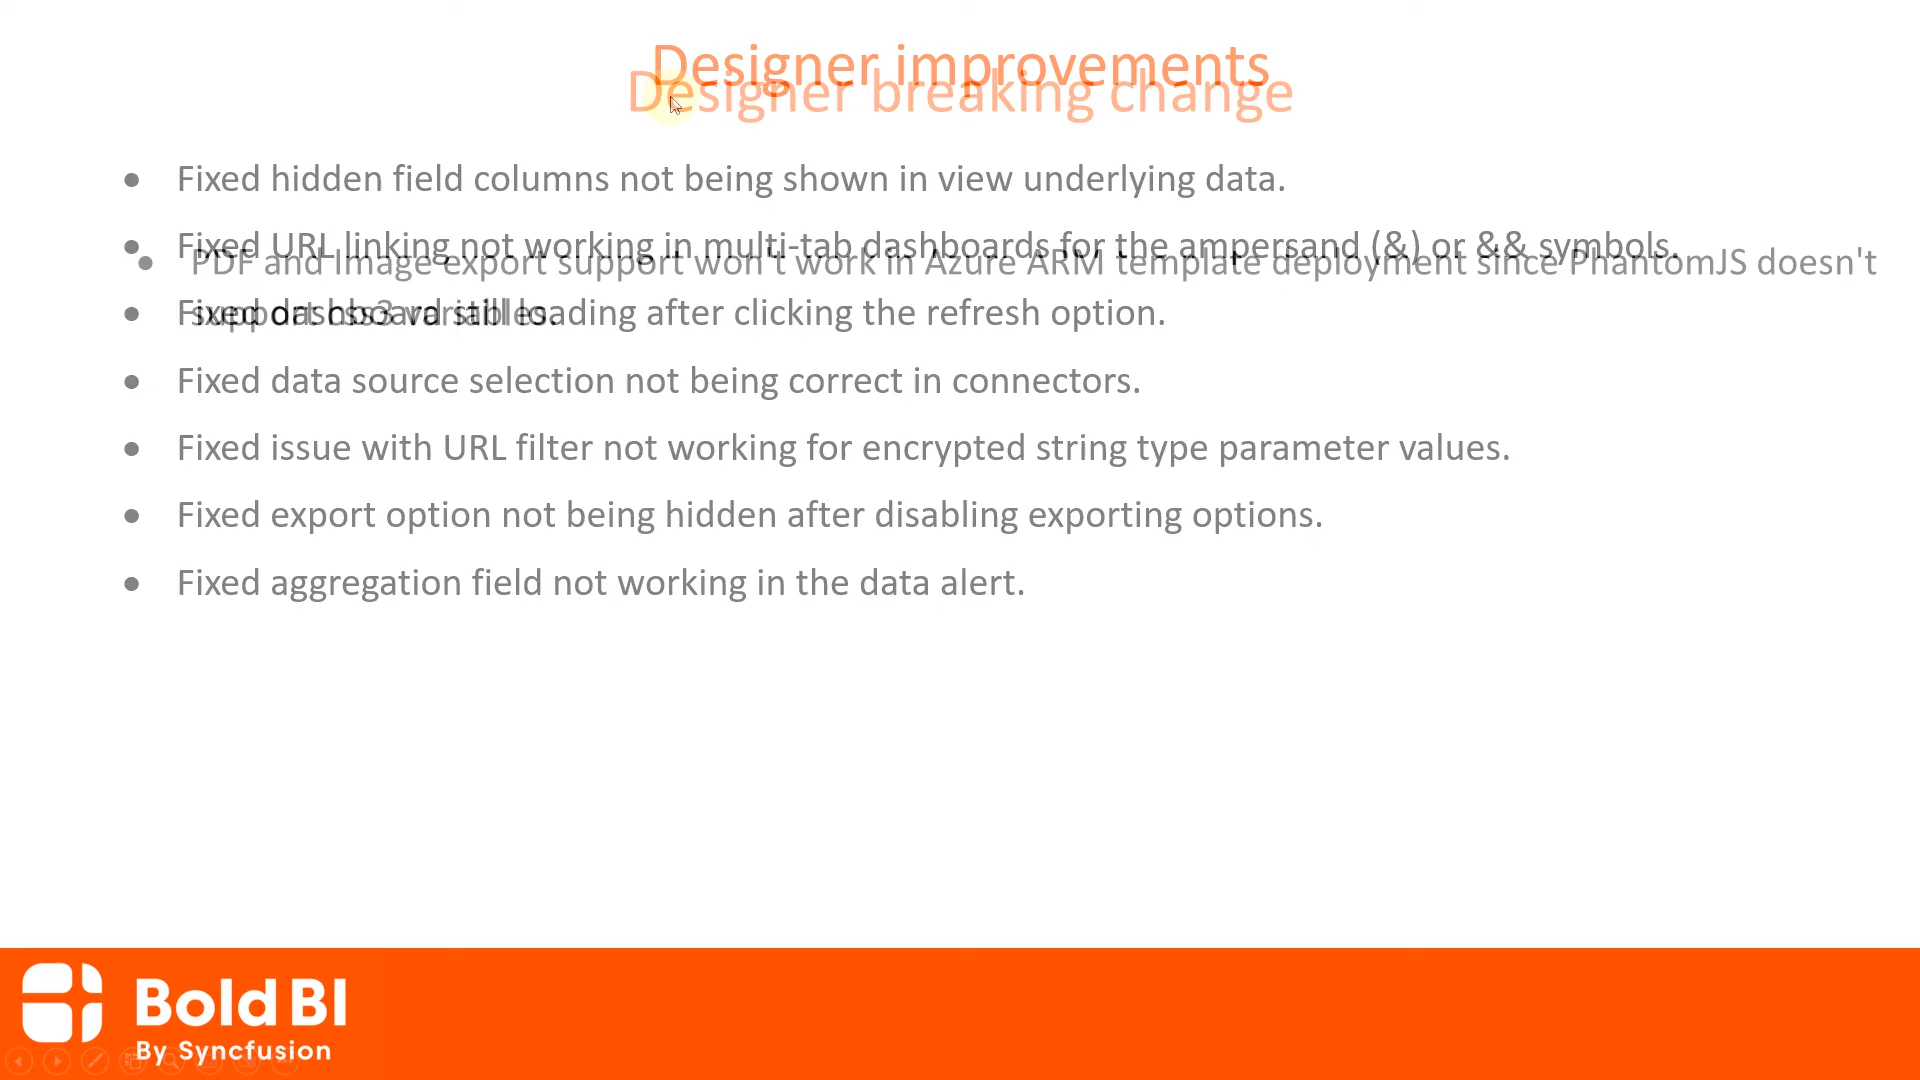 Designer improvements
Designer breaking change
• Fixed hidden field columns not being shown in view underlying data.
• Fixed URL linking not working in multi-tab dashboards for the ampersand (&) or && symbols.
• PDF and Image export support won't work in Azure ARM template deployment since PhantomJS doesn't
support css3 variables.
• Fixed dashboard still loading after clicking the refresh option.
• Fixed data source selection not being correct in connectors.
• Fixed issue with URL filter not working for encrypted string type parameter values.
• Fixed export option not being hidden after disabling exporting options.
• Fixed aggregation field not working in the data alert.
Bold BI
By Syncfusion